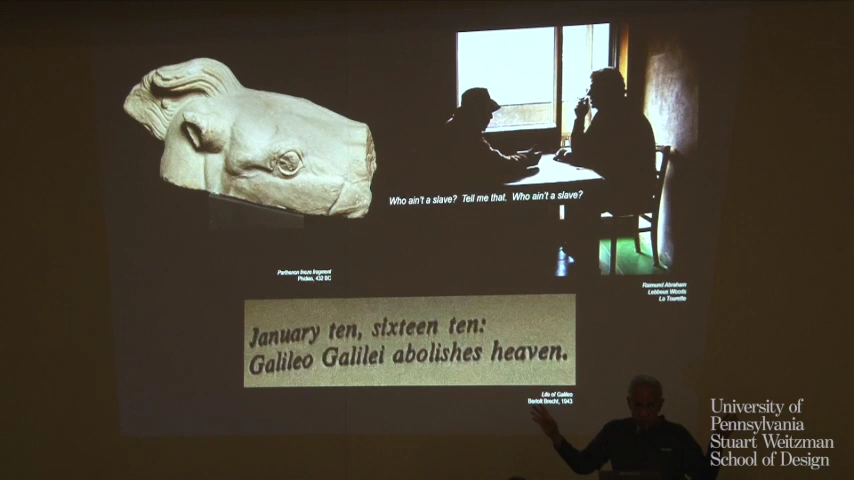 Who ain't a slave? Tell me that. Who ain't a slave?
Parthenon frieze fragment
Phidias, 432 BC
Raimund Abraham
Lebbeus Woods
La Tourette
January ten, sixteen ten:
Galileo Galilei abolishes heaven.
Life of Galileo
Bertolt Brecht, 1943
University of
Pennsylvania
Stuart Weitzman
School of Design